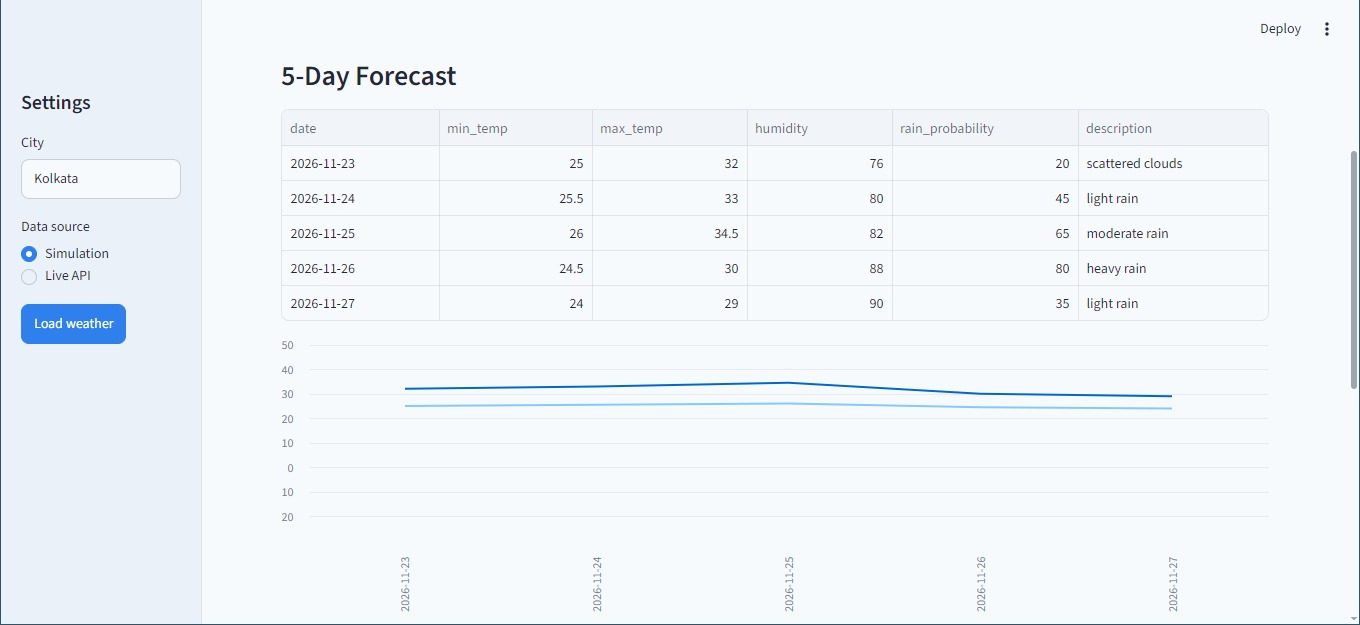 Deploy
Settings
City
Kolkata
Data source
Simulation
Live API
Load weather
5-Day Forecast
date min_temp max_temp humidity rain_probability description
2026-11-23 25 32 76 20 scattered clouds
2026-11-24 25.5 33 80 45 light rain
2026-11-25 26 34.5 82 65 moderate rain
2026-11-26 24.5 30 88 80 heavy rain
2026-11-27 24 29 90 35 light rain
50
40
30
20
10
0
10
20
2026-11-23 2026-11-24 2026-11-25 2026-11-26 2026-11-27